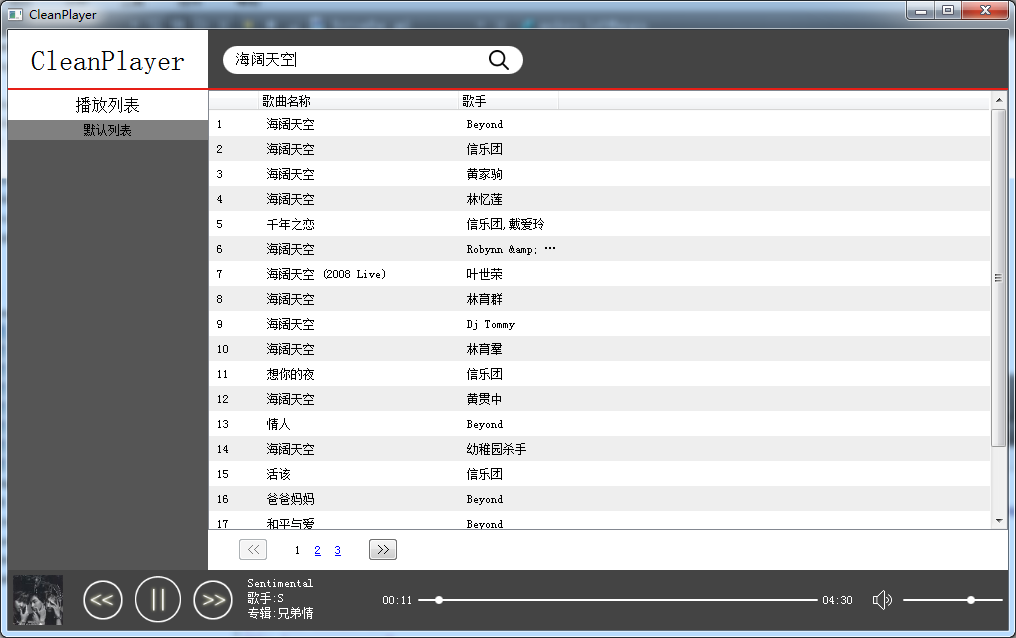 CleanPlayer
CleanPlayer
海阔天空
播放列表
默认列表
歌曲名称 歌手
1 海阔天空 Beyond
2 海阔天空 信乐团
3 海阔天空 黄家驹
4 海阔天空 林忆莲
5 千年之恋 信乐团,戴爱玲
6 海阔天空 Robynn &amp; …
7 海阔天空 (2008 Live) 叶世荣
8 海阔天空 林育群
9 海阔天空 Dj Tommy
10 海阔天空 林育羣
11 想你的夜 信乐团
12 海阔天空 黄贯中
13 情人 Beyond
14 海阔天空 幼稚园杀手
15 活该 信乐团
16 爸爸妈妈 Beyond
17 和平与爱 Beyond
<< 1 2 3 >>
Sentimental
歌手:S
专辑:兄弟情
00:11 04:30